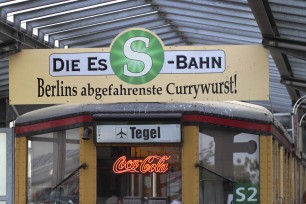 DIE ES S-BAHN
Berlins abgefahrenste Currywurst!
Tegel
Coca-Cola
S2